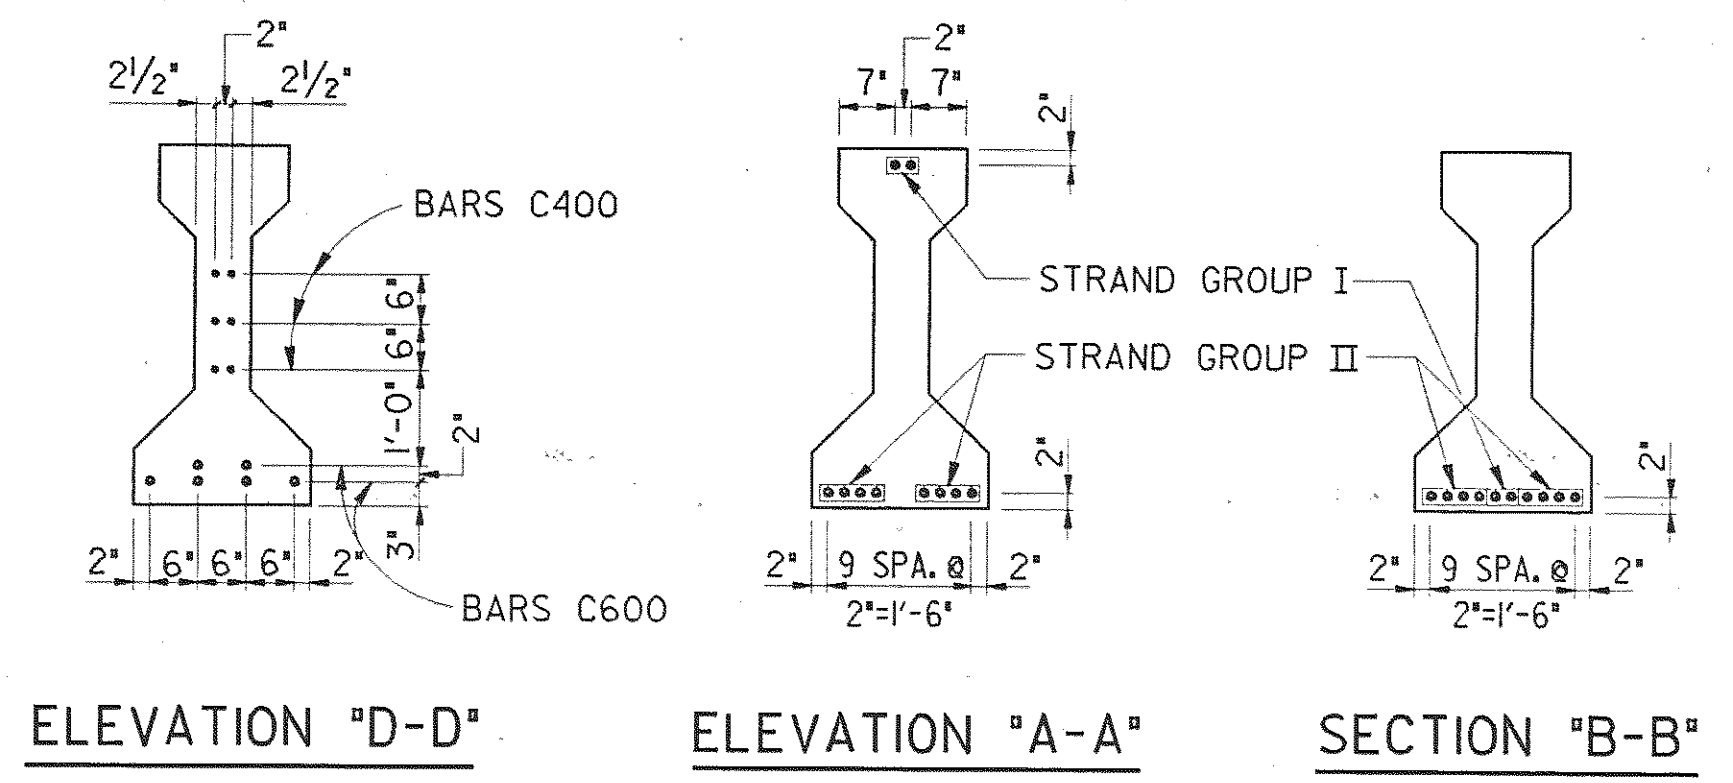 2"
2 1/2"
2 1/2"
BARS C400
6"
6"
1'-0"
2"
3"
2"
6"
6"
6"
2"
BARS C600
ELEVATION "D-D"
2"
7"
7"
2"
STRAND GROUP I
STRAND GROUP II
2"
2"
9 SPA. @
2"
2"=1'-6"
ELEVATION "A-A"
2"
2"
9 SPA. @
2"
2"=1'-6"
SECTION "B-B"